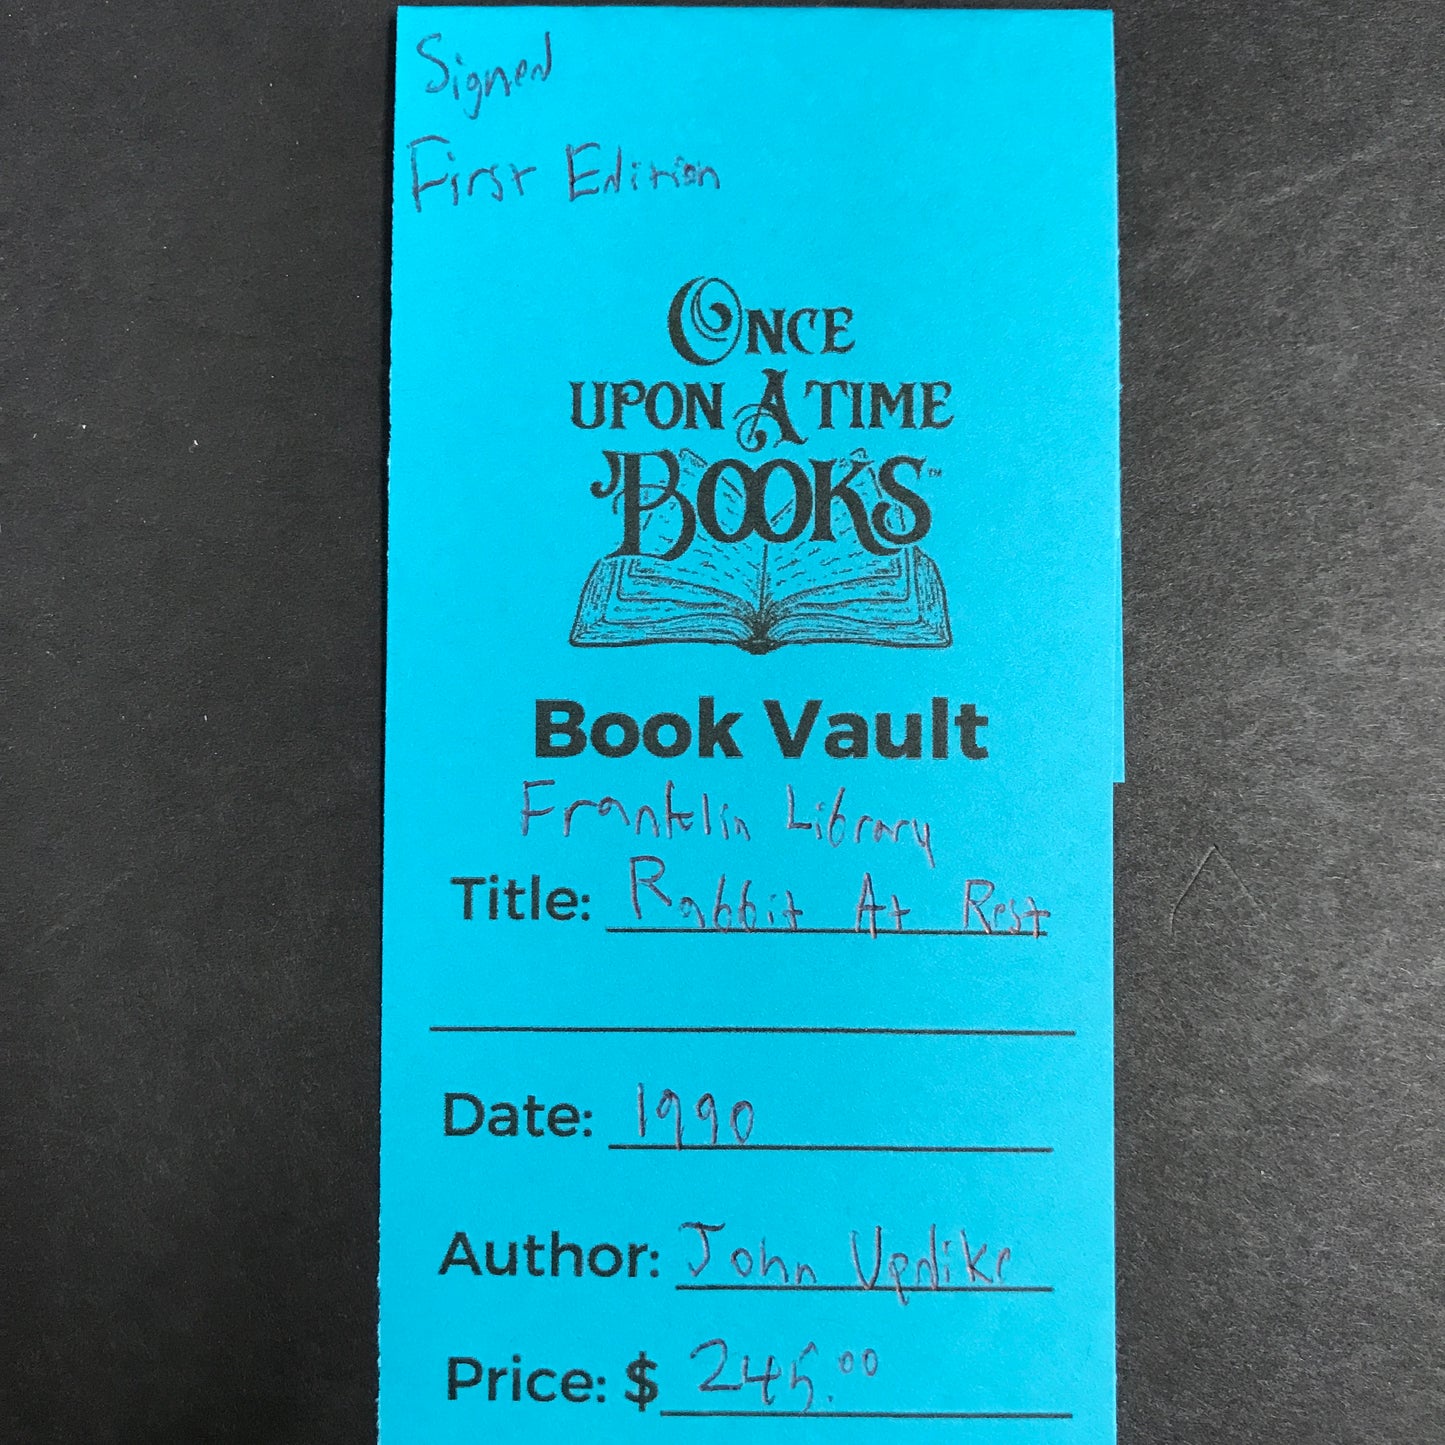 Signed
First Edition
ONCE
UPON A TIME
BOOKS™
Book Vault
Franklin Library
Title: Rabbit At Rest
Date: 1990
Author: John Updike
Price: $ 245.00